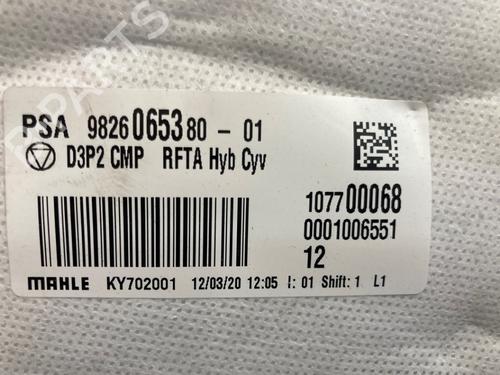 PSA 9826065380 - 01
D3P2 CMP RFTA Hyb Cyv
107700068
0001006551
12
MAHLE KY702001 12/03/20 12:05 I: 01 Shift: 1 L1